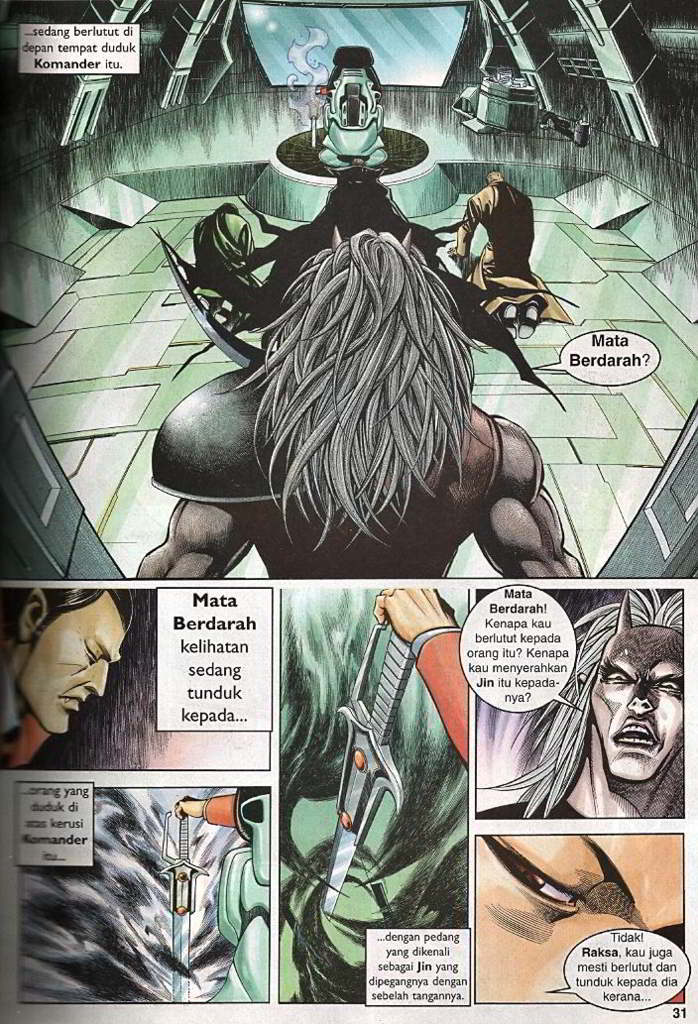 ...sedang berlutut di
depan tempat duduk
Komander itu.
Mata
Berdarah?
Mata
Berdarah
kelihatan
sedang
tunduk
kepada...
...orang yang
duduk di
atas kerusi
Komander
itu...
...dengan pedang
yang dikenali
sebagai Jin yang
dipegangnya dengan
sebelah tangannya.
Mata
Berdarah!
Kenapa kau
berlutut kepada
orang itu? Kenapa
kau menyerahkan
Jin itu kepada-
nya?
Tidak!
Raksa, kau juga
mesti berlutut dan
tunduk kepada dia
kerana...
31